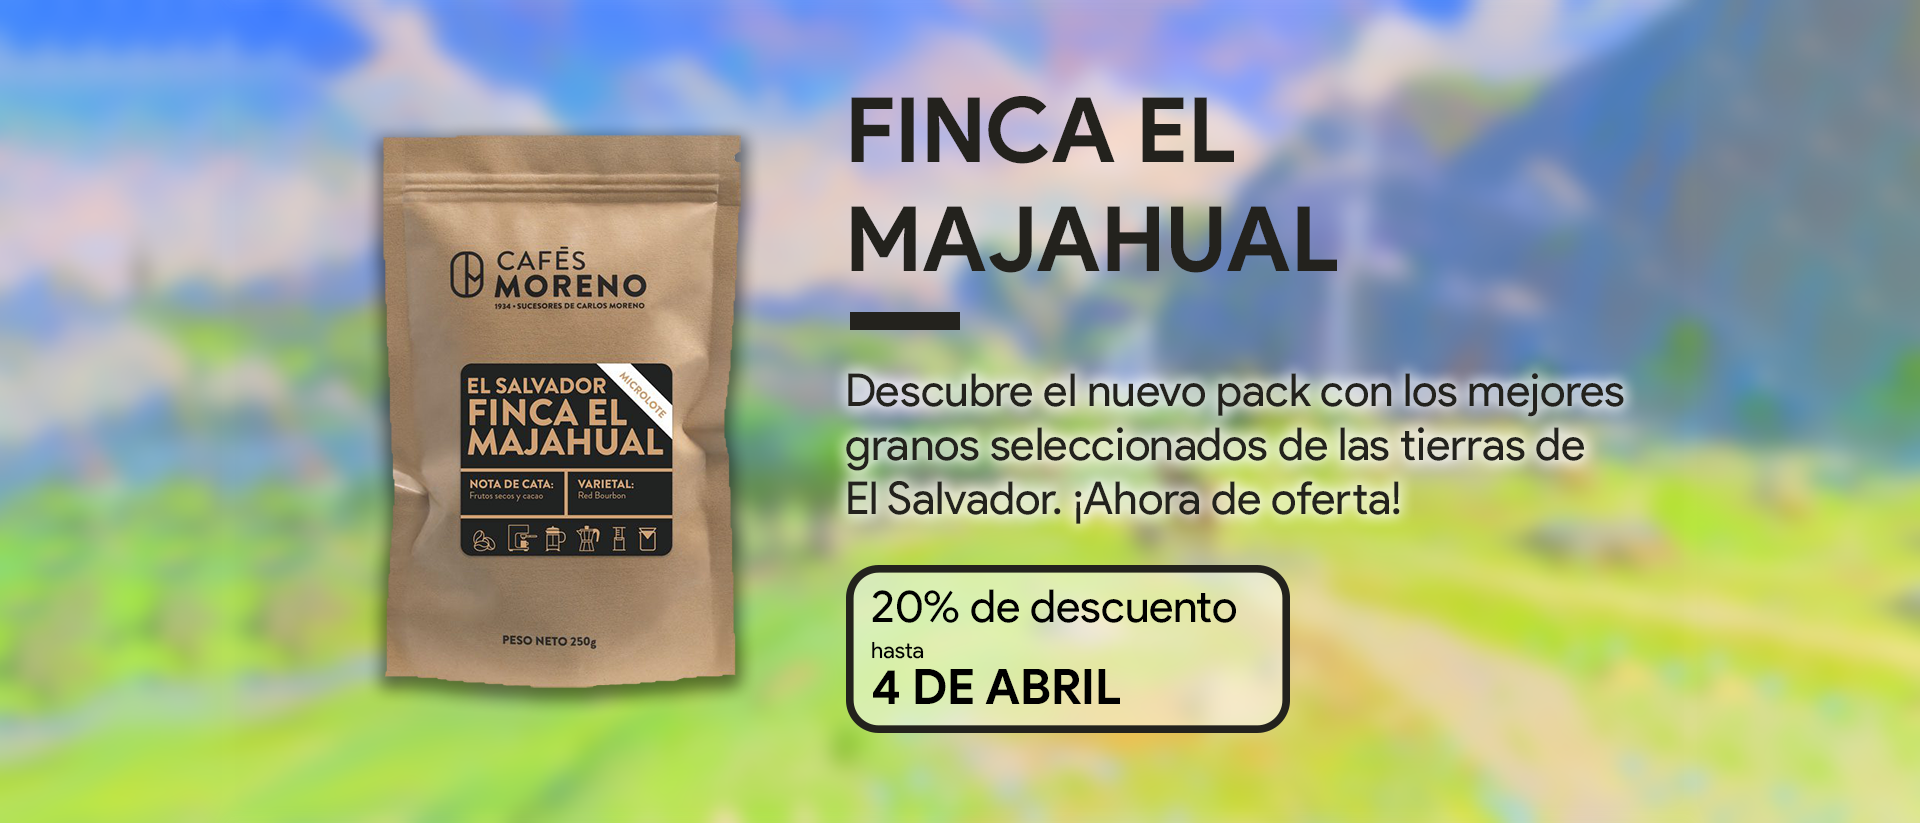 CAFÉS
MORENO
1934 • SUCESORES DE CARLOS MORENO
EL SALVADOR
FINCA EL
MAJAHUAL
MICROLOTE
NOTA DE CATA:
Frutos secos y cacao
VARIETAL:
Red Bourbon
PESO NETO 250g
FINCA EL
MAJAHUAL
Descubre el nuevo pack con los mejores
granos seleccionados de las tierras de
El Salvador. ¡Ahora de oferta!
20% de descuento
hasta
4 DE ABRIL